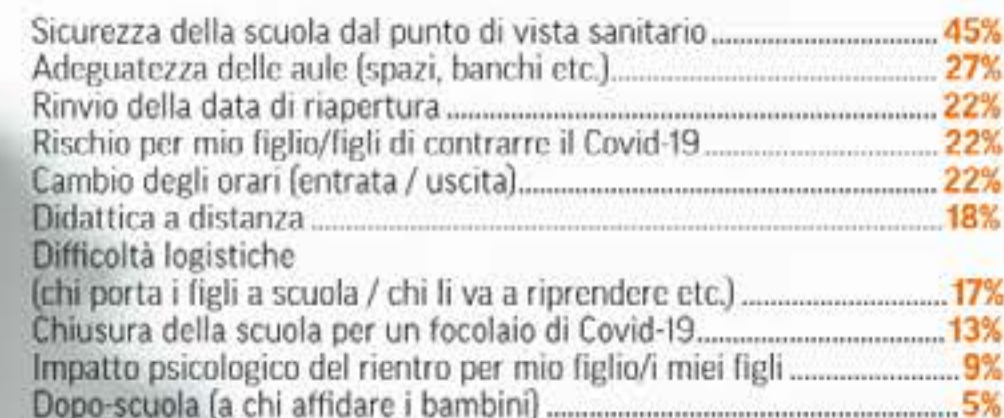 Sicurezza della scuola dal punto di vista sanitario 45%
Adeguatezza delle aule (spazi, banchi etc.) 27%
Rinvio della data di riapertura 22%
Rischio per mio figlio/figli di contrarre il Covid-19 22%
Cambio degli orari (entrata / uscita) 22%
Didattica a distanza 18%
Difficoltà logistiche
(chi porta i figli a scuola / chi li va a riprendere etc.) 17%
Chiusura della scuola per un focolaio di Covid-19 13%
Impatto psicologico del rientro per mio figlio/i miei figli 9%
Dopo-scuola (a chi affidare i bambini) 5%